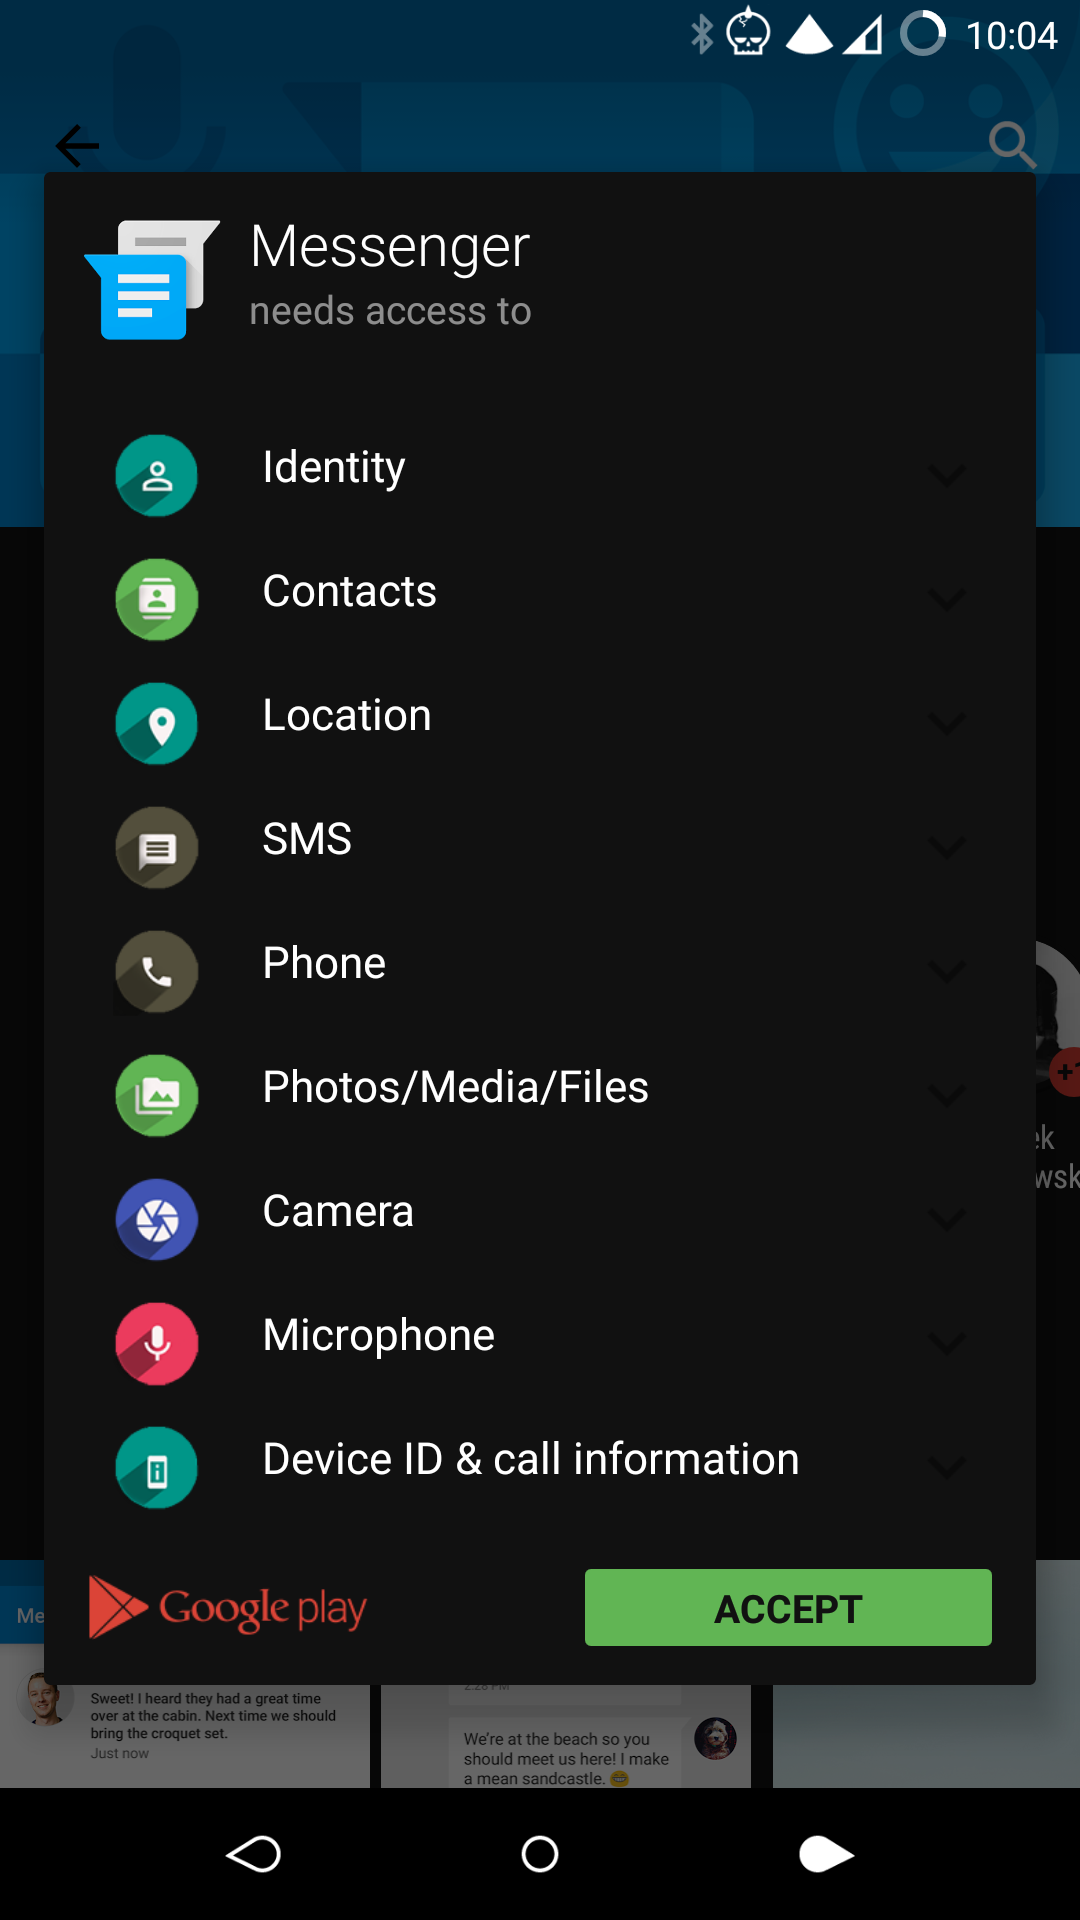 10:04
Messenger
needs access to
Identity
Contacts
Location
SMS
Phone
Photos/Media/Files
Camera
Microphone
Device ID & call information
Google play
ACCEPT
Sweet! I heard they had a great time
over at the cabin. Next time we should
bring the croquet set.
Just now
2:28 PM
We're at the beach so you
should meet us here! I make
a mean sandcastle. 😁